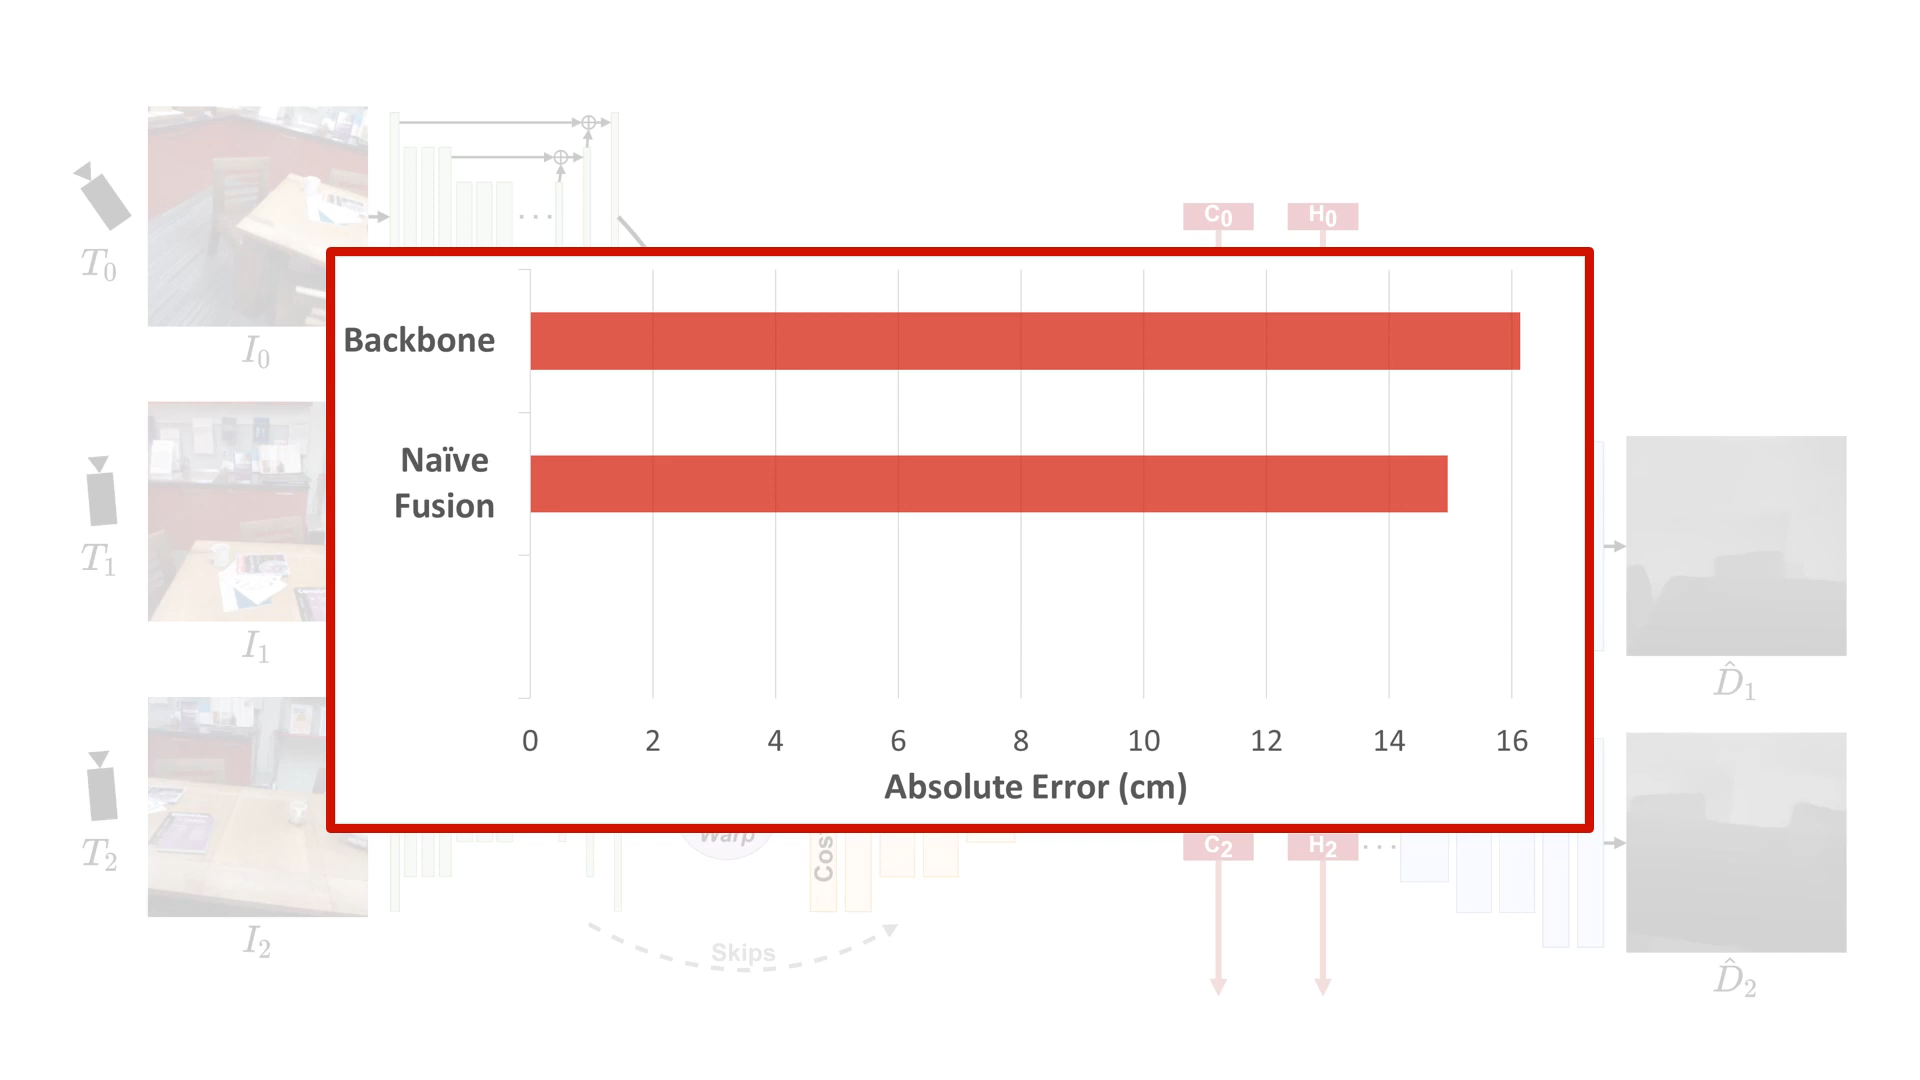 T0
I0
T1
I1
T2
I2
C0
H0
Backbone
Naïve
Fusion
0 2 4 6 8 10 12 14 16
Absolute Error (cm)
Warp
Cos
Skips
C2
H2
D̂1
D̂2